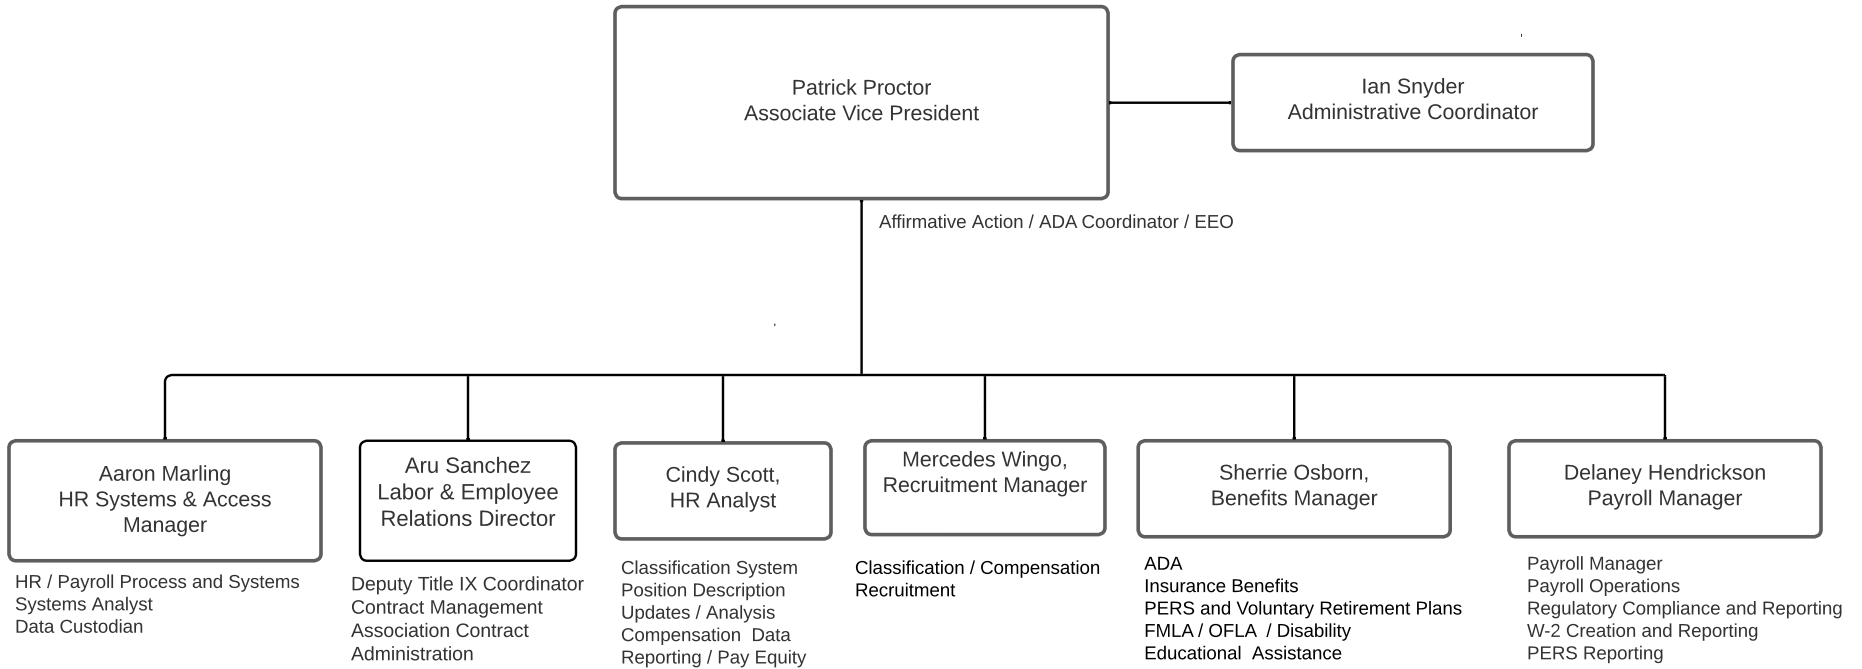 Patrick Proctor
Associate Vice President
Ian Snyder
Administrative Coordinator
Affirmative Action / ADA Coordinator / EEO
Aaron Marling
HR Systems & Access
Manager
HR / Payroll Process and Systems
Systems Analyst
Data Custodian
Aru Sanchez
Labor & Employee
Relations Director
Deputy Title IX Coordinator
Contract Management
Association Contract
Administration
Cindy Scott,
HR Analyst
Classification System
Position Description
Updates / Analysis
Compensation  Data
Reporting / Pay Equity
Mercedes Wingo,
Recruitment Manager
Classification / Compensation
Recruitment
Sherrie Osborn,
Benefits Manager
ADA
Insurance Benefits
PERS and Voluntary Retirement Plans
FMLA / OFLA  / Disability
Educational  Assistance
Delaney Hendrickson
Payroll Manager
Payroll Manager
Payroll Operations
Regulatory Compliance and Reporting
W-2 Creation and Reporting
PERS Reporting